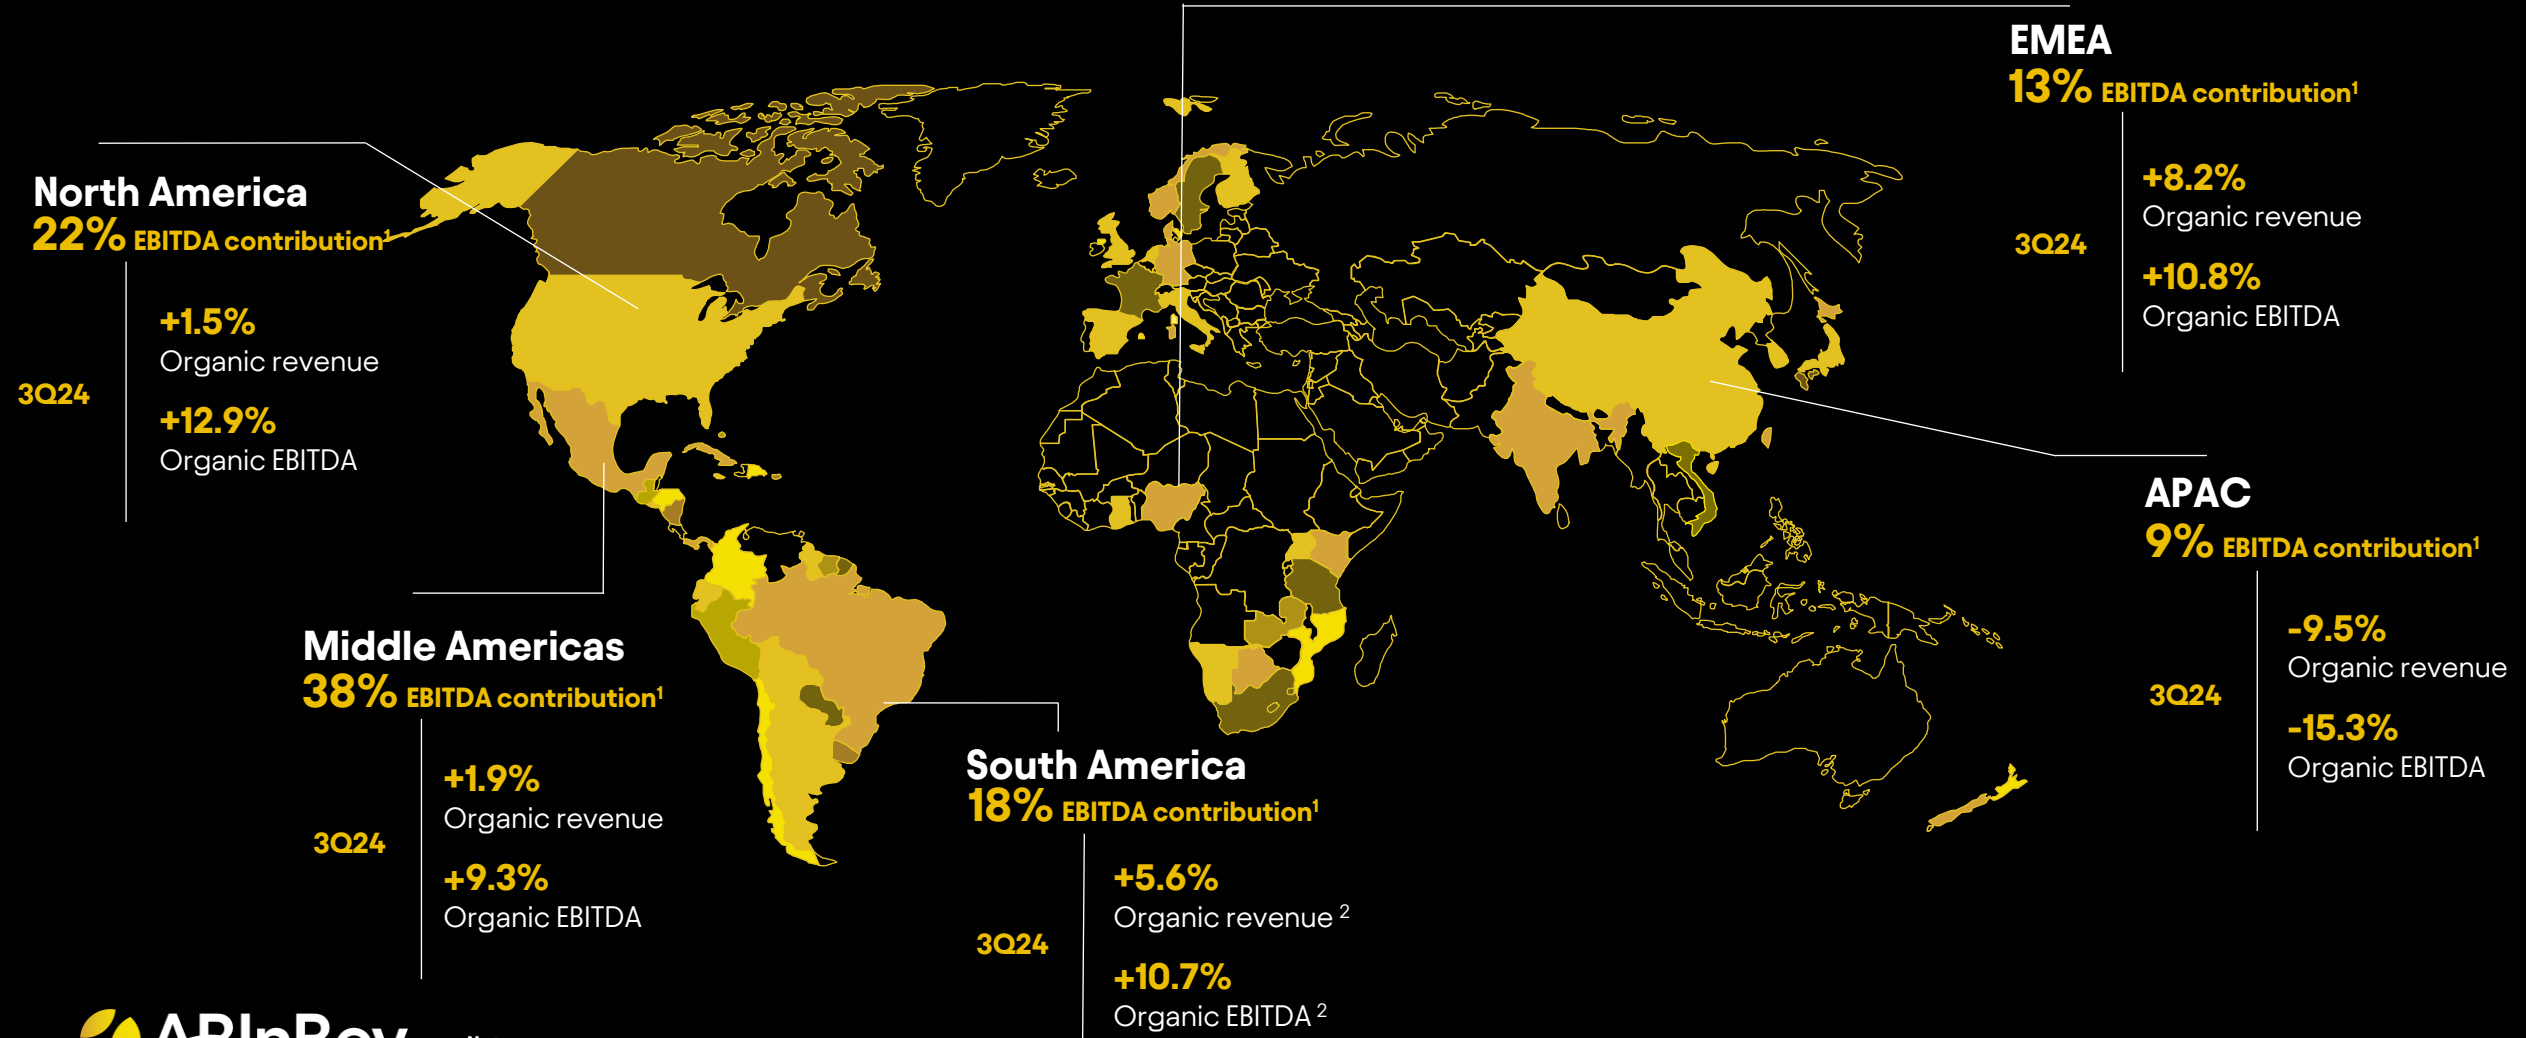 North America
22% EBITDA contribution¹
3Q24
+1.5%
Organic revenue
+12.9%
Organic EBITDA
Middle Americas
38% EBITDA contribution¹
3Q24
+1.9%
Organic revenue
+9.3%
Organic EBITDA
South America
18% EBITDA contribution¹
3Q24
+5.6%
Organic revenue ²
+10.7%
Organic EBITDA ²
EMEA
13% EBITDA contribution¹
3Q24
+8.2%
Organic revenue
+10.8%
Organic EBITDA
APAC
9% EBITDA contribution¹
3Q24
-9.5%
Organic revenue
-15.3%
Organic EBITDA
ABInBev